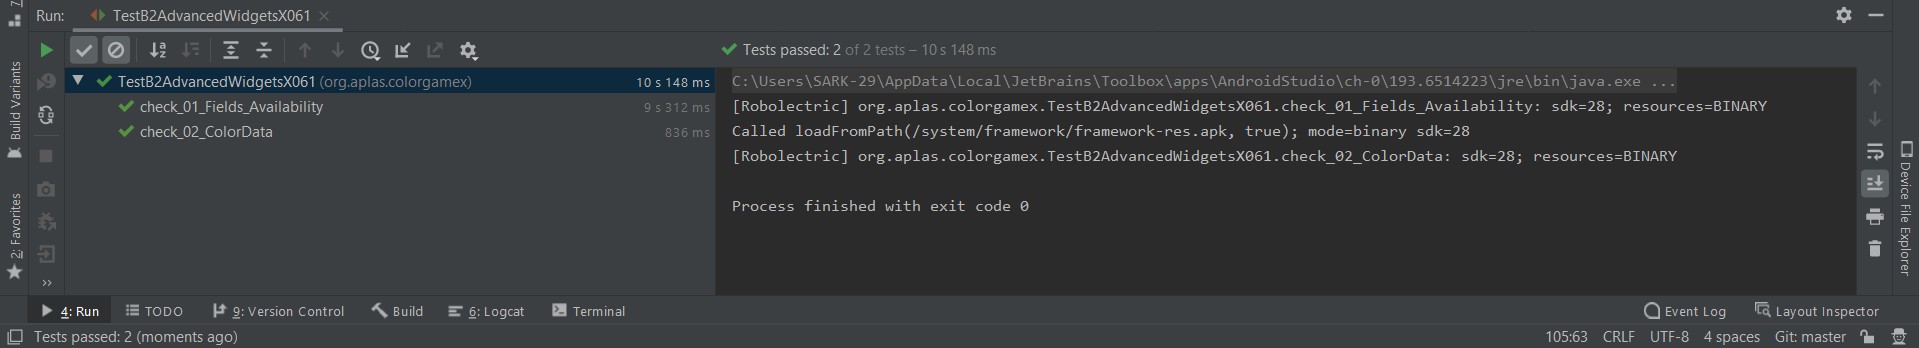 Run: TestB2AdvancedWidgetsX061
Tests passed: 2 of 2 tests – 10 s 148 ms
TestB2AdvancedWidgetsX061 (org.aplas.colorgamex) 10 s 148 ms
check_01_Fields_Availability 9 s 312 ms
check_02_ColorData 836 ms
C:\Users\SARK-29\AppData\Local\JetBrains\Toolbox\apps\AndroidStudio\ch-0\193.6514223\jre\bin\java.exe ...
[Robolectric] org.aplas.colorgamex.TestB2AdvancedWidgetsX061.check_01_Fields_Availability: sdk=28; resources=BINARY
Called loadFromPath(/system/framework/framework-res.apk, true); mode=binary sdk=28
[Robolectric] org.aplas.colorgamex.TestB2AdvancedWidgetsX061.check_02_ColorData: sdk=28; resources=BINARY
Process finished with exit code 0
Build Variants
2: Favorites
Device File Explorer
4: Run TODO 9: Version Control Build 6: Logcat Terminal Event Log Layout Inspector
Tests passed: 2 (moments ago) 105:63 CRLF UTF-8 4 spaces Git: master